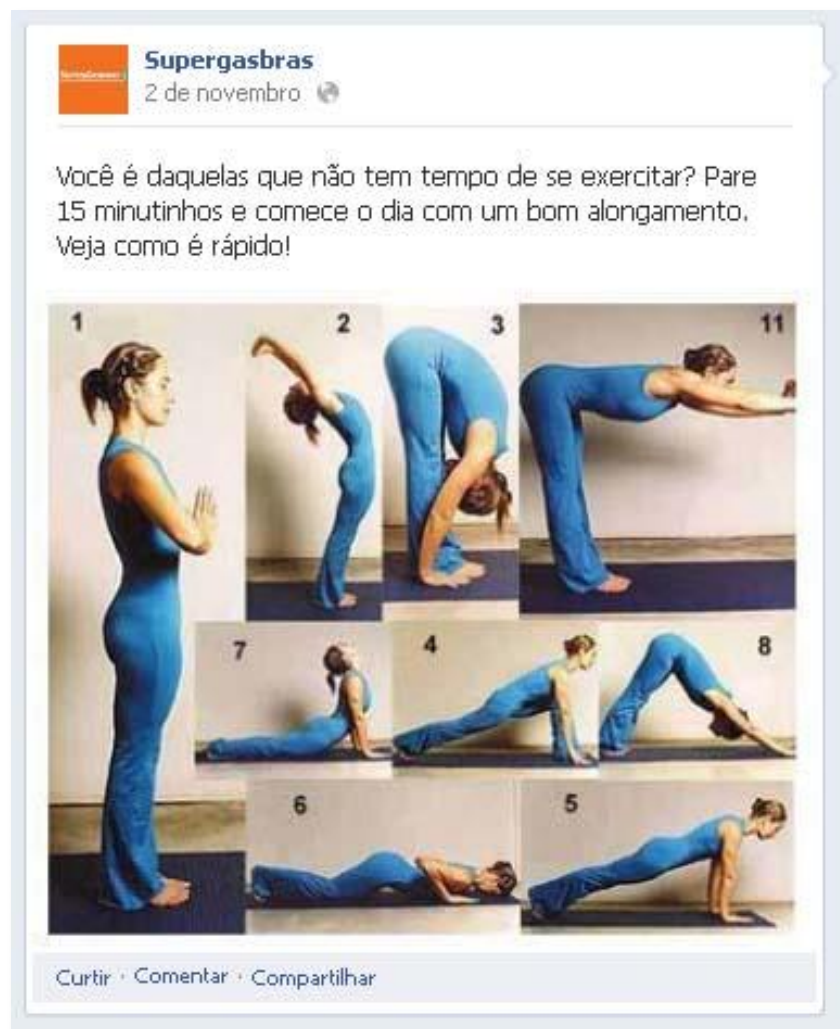 Supergasbras
2 de novembro
Você é daquelas que não tem tempo de se exercitar? Pare
15 minutinhos e comece o dia com um bom alongamento.
Veja como é rápido!
1 2 3 11
7 4 8
6 5
Curtir · Comentar · Compartilhar